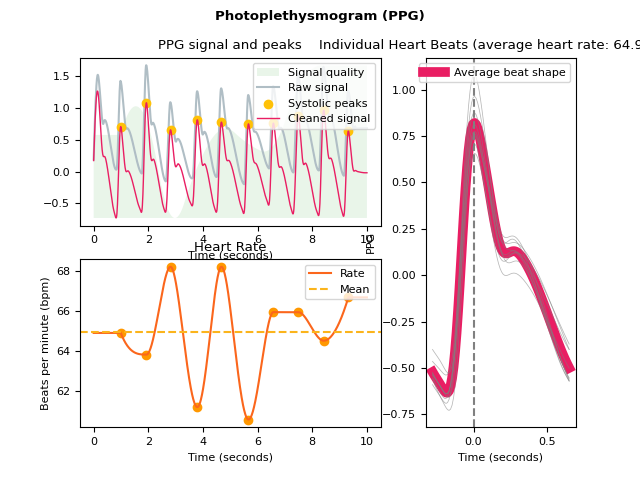 Photoplethysmogram (PPG)
PPG signal and peaks
Individual Heart Beats (average heart rate: 64.9
Signal quality
Raw signal
Systolic peaks
Cleaned signal
1.5
1.0
0.5
0.0
−0.5
0 2 4 6 8 10
Time (seconds)
Heart Rate
Rate
Mean
68
66
64
62
Beats per minute (bpm)
0 2 4 6 8 10
Time (seconds)
PPG
Average beat shape
1.00
0.75
0.50
0.25
0.00
−0.25
−0.50
−0.75
0.0 0.5
Time (seconds)